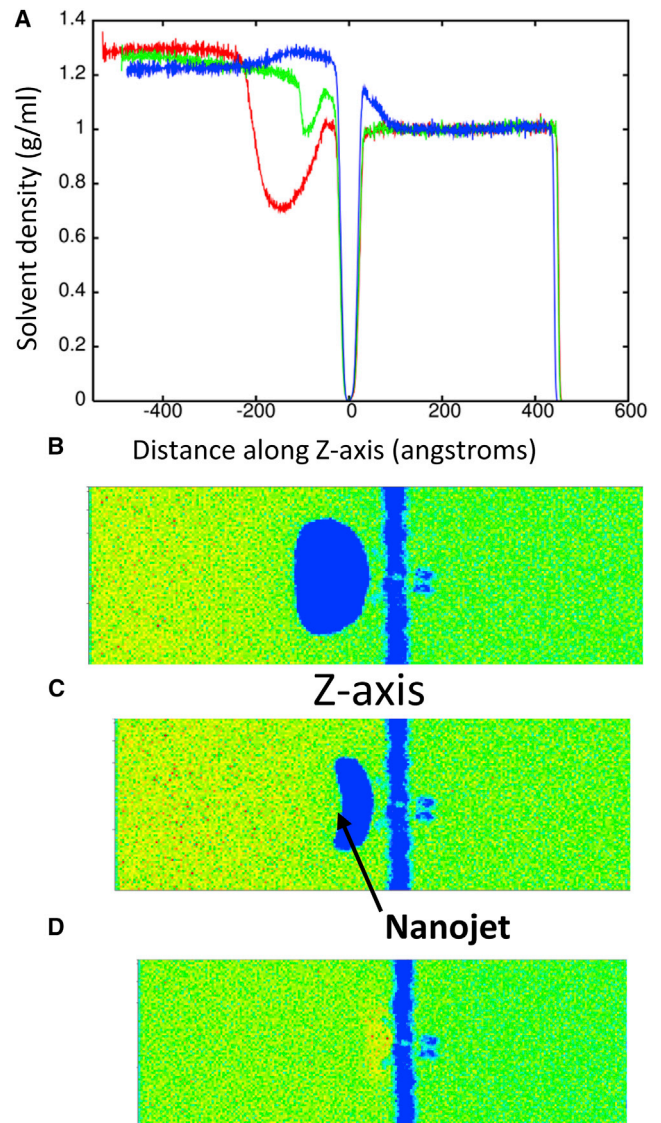 A
1.4
1.2
1
0.8
0.6
0.4
0.2
0
Solvent density (g/ml)
-400 -200 0 200 400 600
Distance along Z-axis (angstroms)
B
Z-axis
C
Nanojet
D